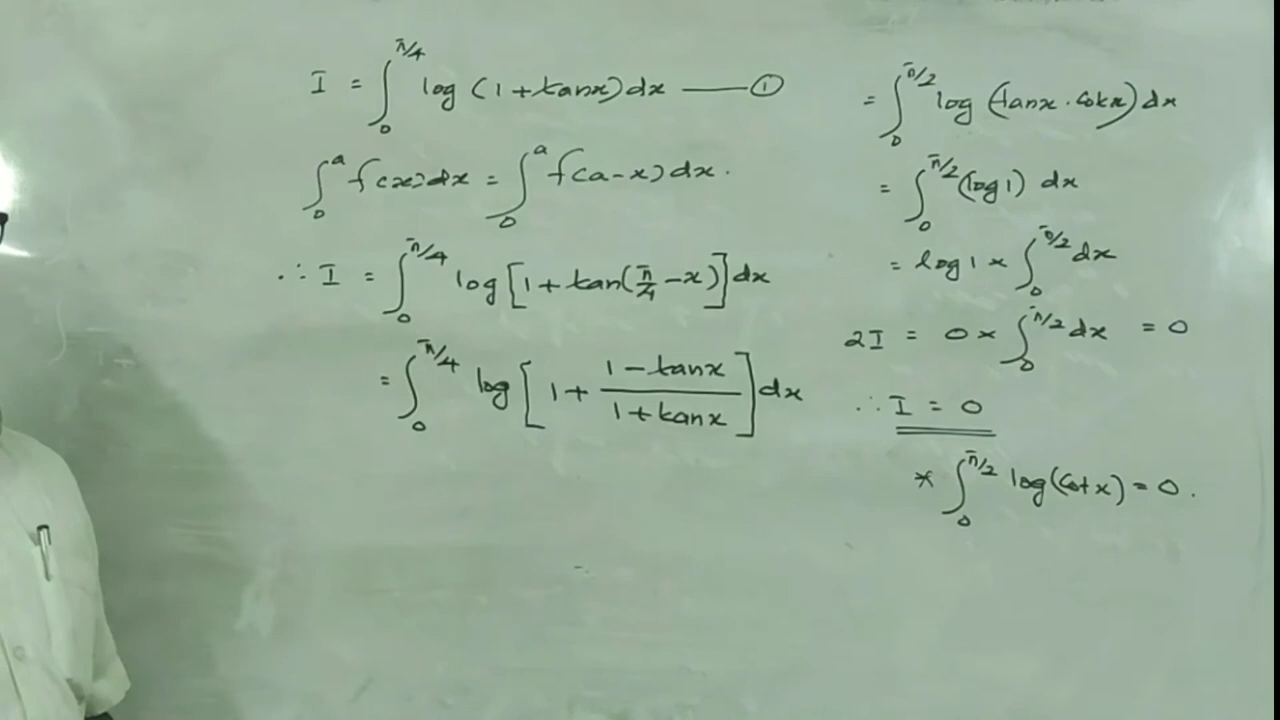 I = ∫₀^{π/4} log (1 + tanx) dx —— ①
∫₀^a f(x) dx = ∫₀^a f(a-x) dx.
∴ I = ∫₀^{π/4} log [1 + tan(π/4 - x)] dx
= ∫₀^{π/4} log [1 + (1 - tanx)/(1 + tanx)] dx
= ∫₀^{π/2} log (tanx . cotx) dx
= ∫₀^{π/2} (log 1) dx
= log 1 × ∫₀^{π/2} dx
2I = 0 × ∫₀^{π/2} dx = 0
∴ I = 0
* ∫₀^{π/2} log(cot x) = 0.